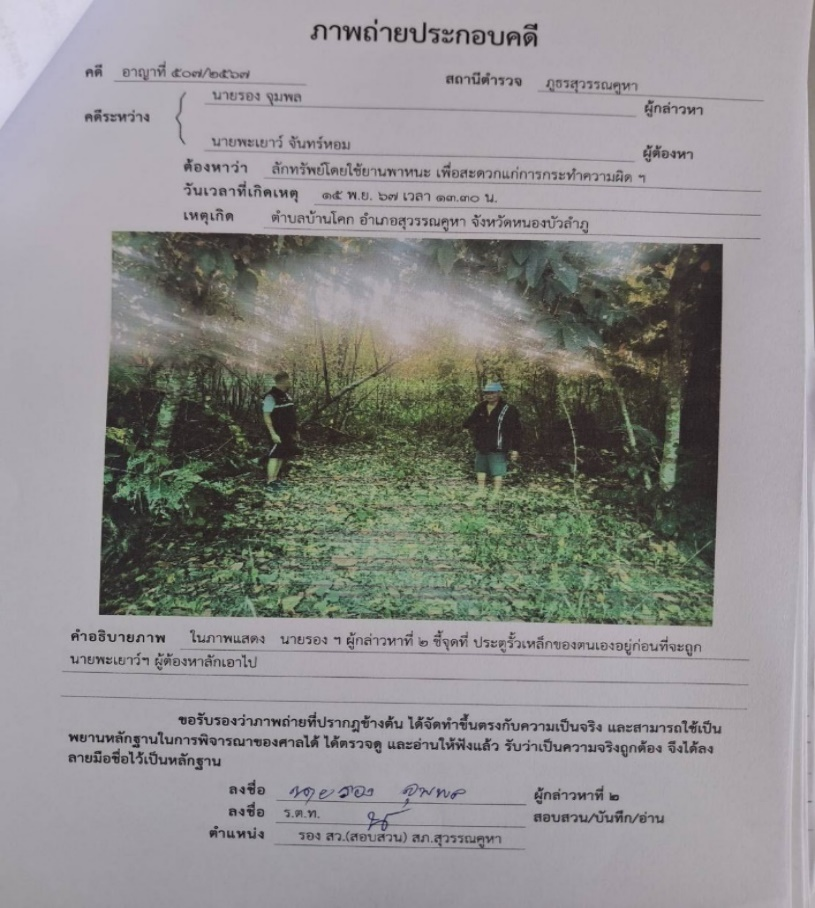 ภาพถ่ายประกอบคดี
คดี อาญาที่ ๕๐๗/๒๕๖๗ สถานีตำรวจ ภูธรสุวรรณคูหา
นายรอง จุมพล ผู้กล่าวหา
คดีระหว่าง
นายพะเยาว์ จันทร์หอม ผู้ต้องหา
ต้องหาว่า ลักทรัพย์โดยใช้ยานพาหนะ เพื่อสะดวกแก่การกระทำความผิด ฯ
วันเวลาที่เกิดเหตุ ๑๕ พ.ย. ๖๗ เวลา ๑๓.๓๐ น.
เหตุเกิด ตำบลบ้านโคก อำเภอสุวรรณคูหา จังหวัดหนองบัวลำภู
คำอธิบายภาพ ในภาพแสดง นายรอง ฯ ผู้กล่าวหาที่ ๒ ชี้จุดที่ ประตูรั้วเหล็กของตนเองอยู่ก่อนที่จะถูก
นายพะเยาว์ฯ ผู้ต้องหาลักเอาไป
ขอรับรองว่าภาพถ่ายที่ปรากฎข้างต้น ได้จัดทำขึ้นตรงกับความเป็นจริง และสามารถใช้เป็น
พยานหลักฐานในการพิจารณาของศาลได้ ได้ตรวจดู และอ่านให้ฟังแล้ว รับว่าเป็นความจริงถูกต้อง จึงได้ลง
ลายมือชื่อไว้เป็นหลักฐาน
ลงชื่อ นายรอง จุมพล ผู้กล่าวหาที่ ๒
ลงชื่อ ร.ต.ท. สอบสวน/บันทึก/อ่าน
ตำแหน่ง รอง สว.(สอบสวน) สภ.สุวรรณคูหา